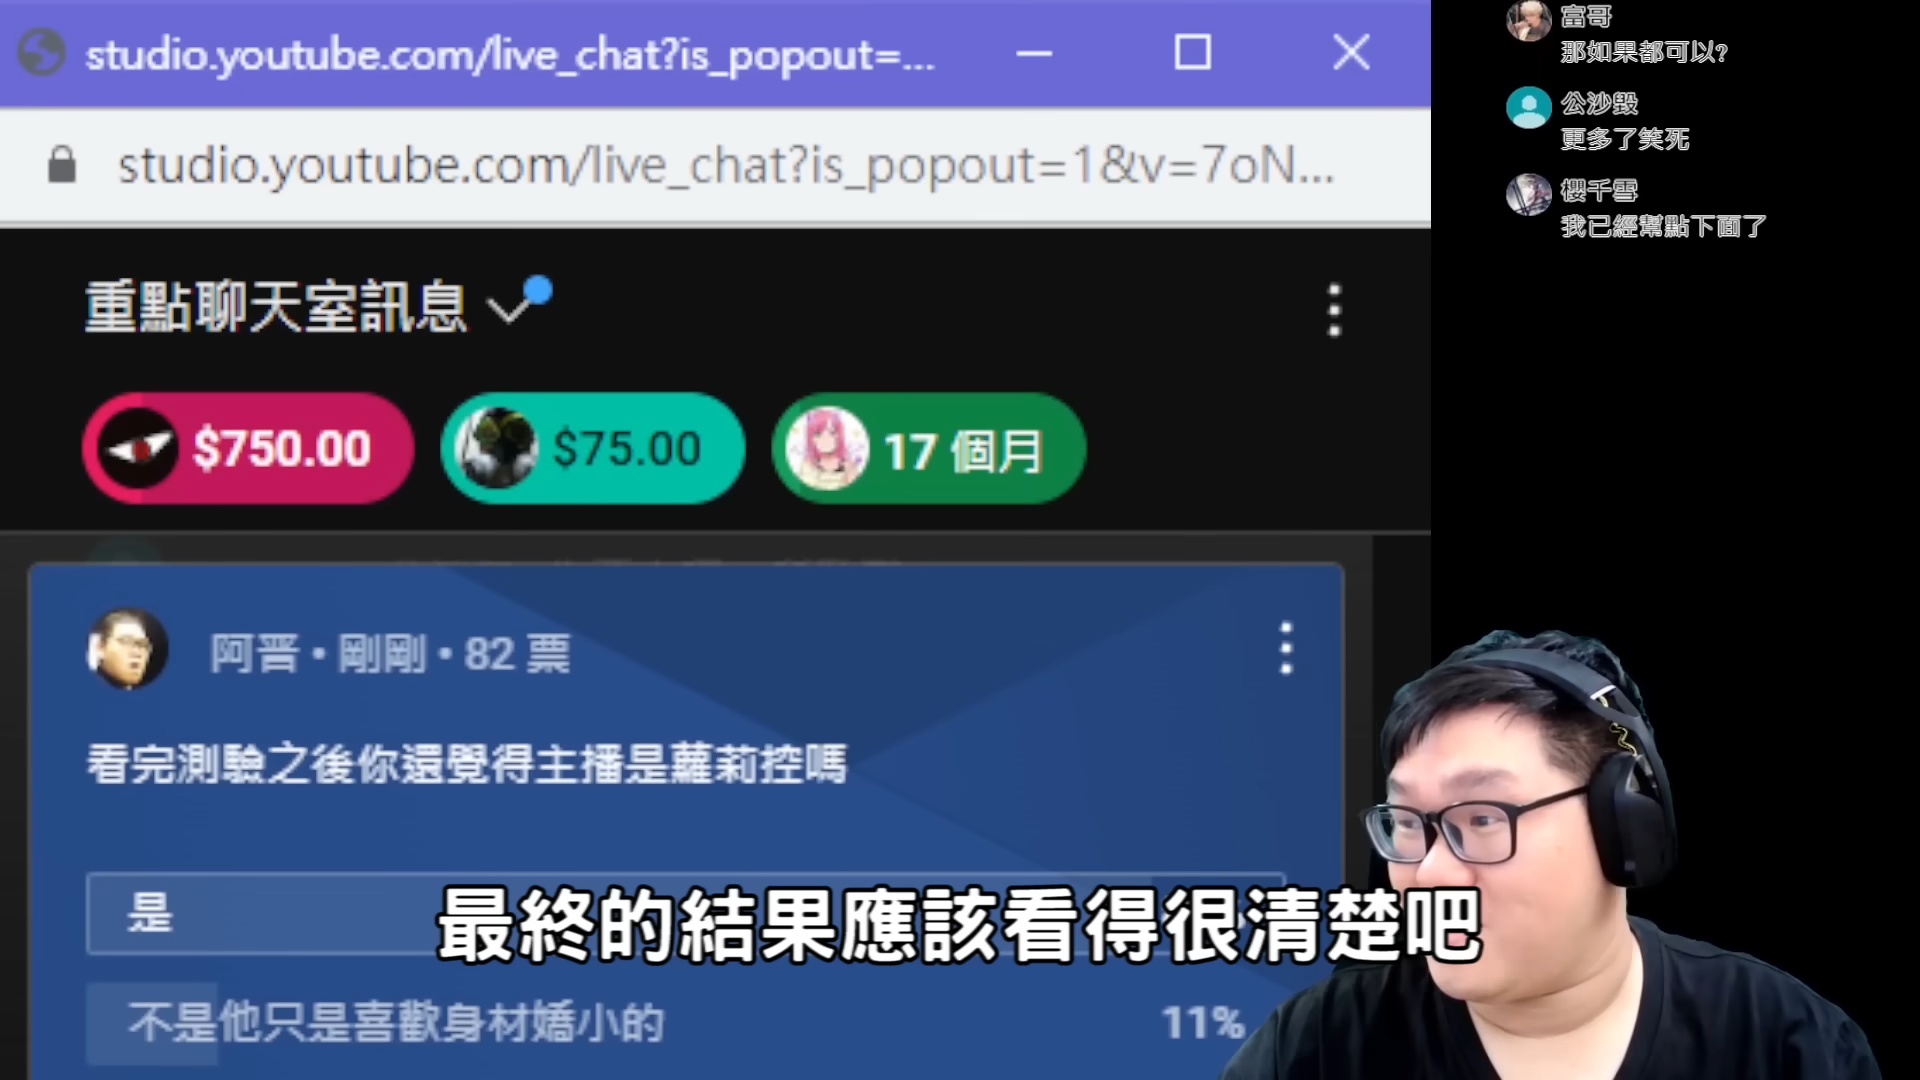 studio.youtube.com/live_chat?is_popout=...
studio.youtube.com/live_chat?is_popout=1&v=7oN...
重點聊天室訊息
$750.00
$75.00
17 個月
阿晋 • 剛剛 • 82 票
看完測驗之後你還覺得主播是蘿莉控嗎
是
不是他只是喜歡身材嬌小的
11%
最終的結果應該看得很清楚吧
富哥
那如果都可以?
公沙毀
更多了笑死
櫻千雪
我已經幫點下面了